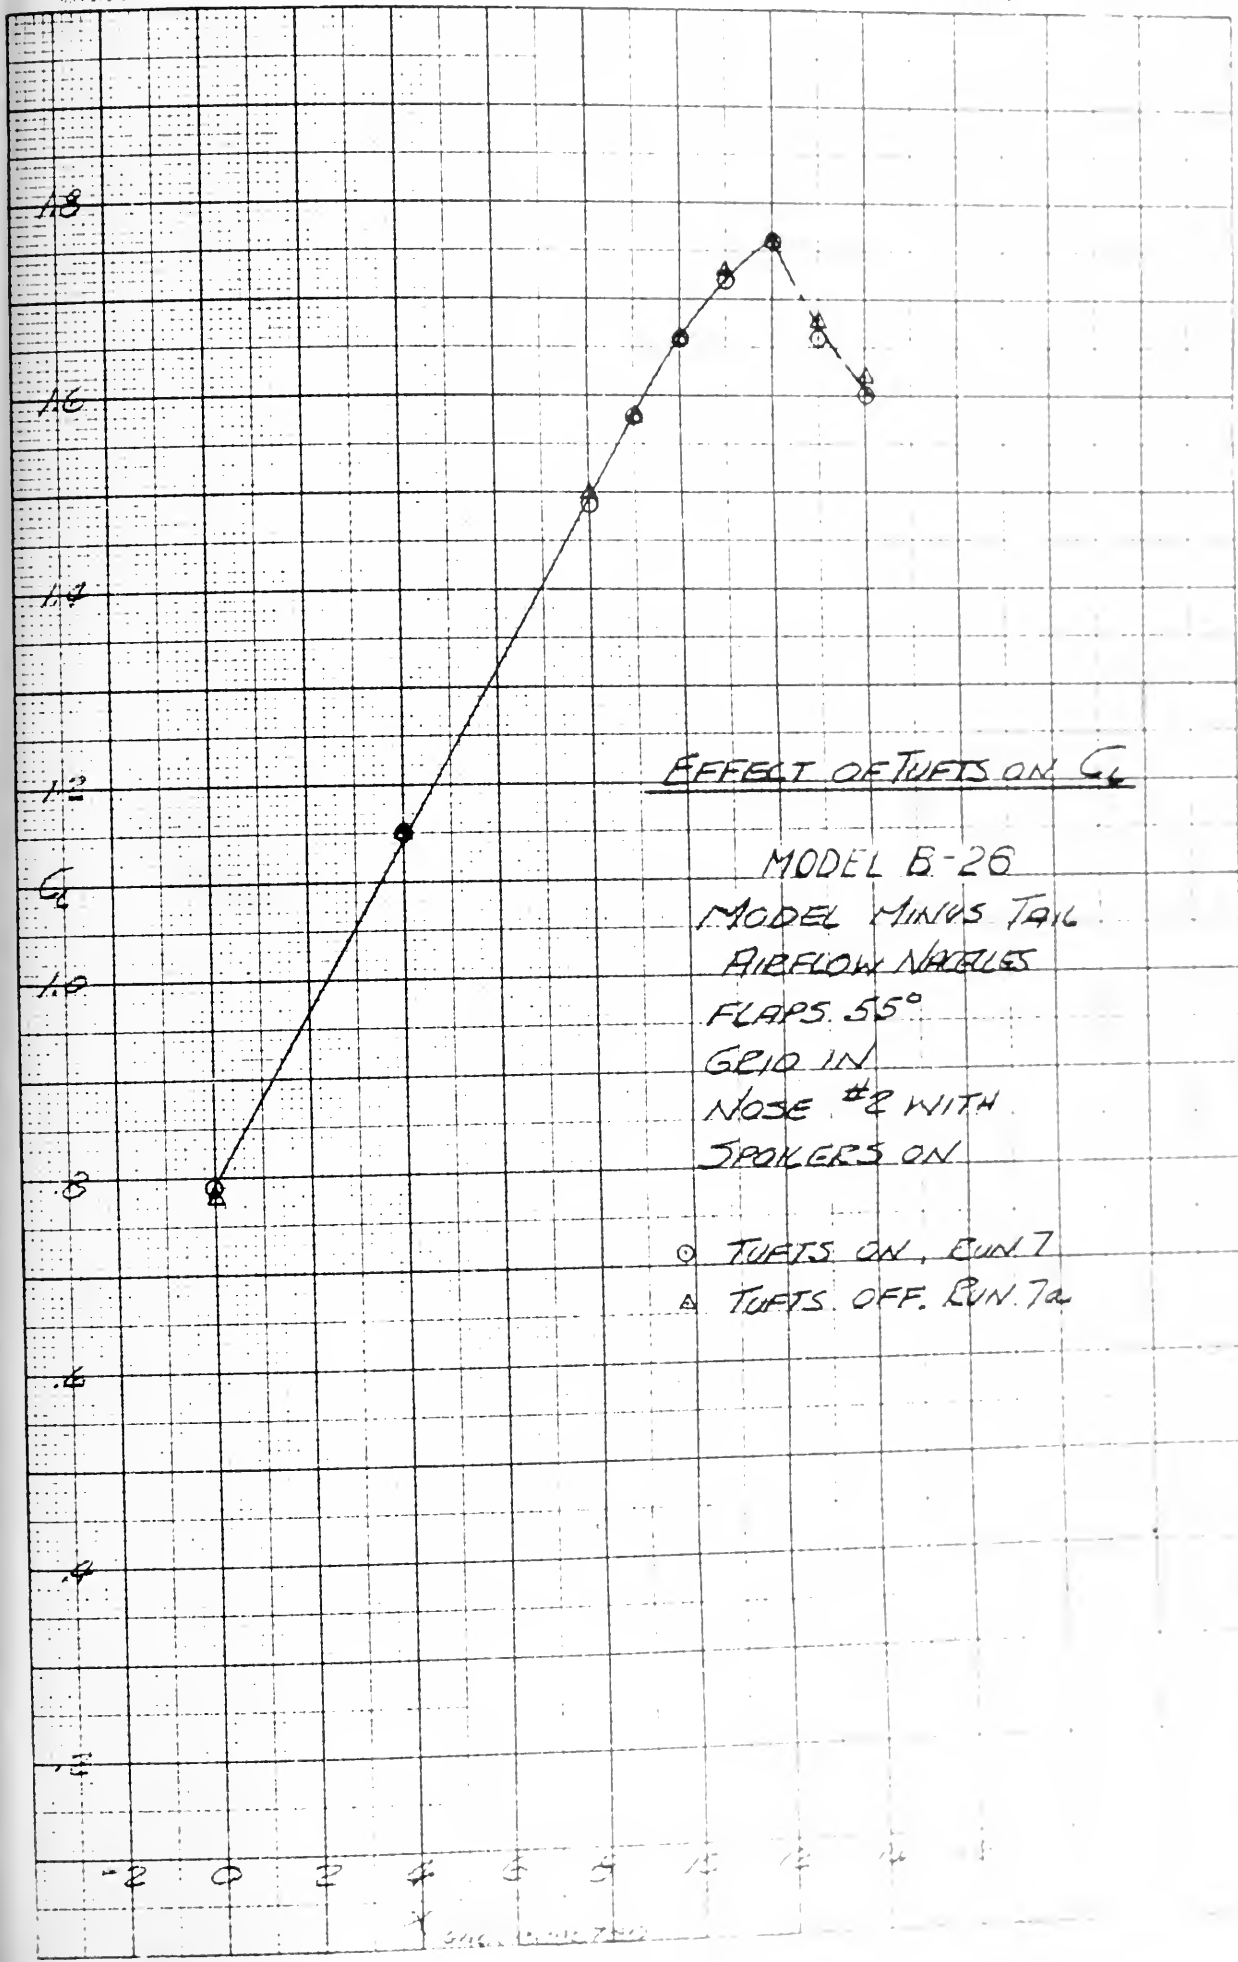 1.8
1.6
1.4
1.2
CL
1.0
.8
.6
.4
.2
-2 0 2 4 6 8 10 12 14
EFFECT OF TUFTS ON CL
MODEL B-26
MODEL MINUS TAIL
AIRFLOW NACELLES
FLAPS 55°
GRID IN
NOSE #2 WITH
SPOILERS ON
⊙ TUFTS ON, RUN 7
△ TUFTS OFF. RUN 7a